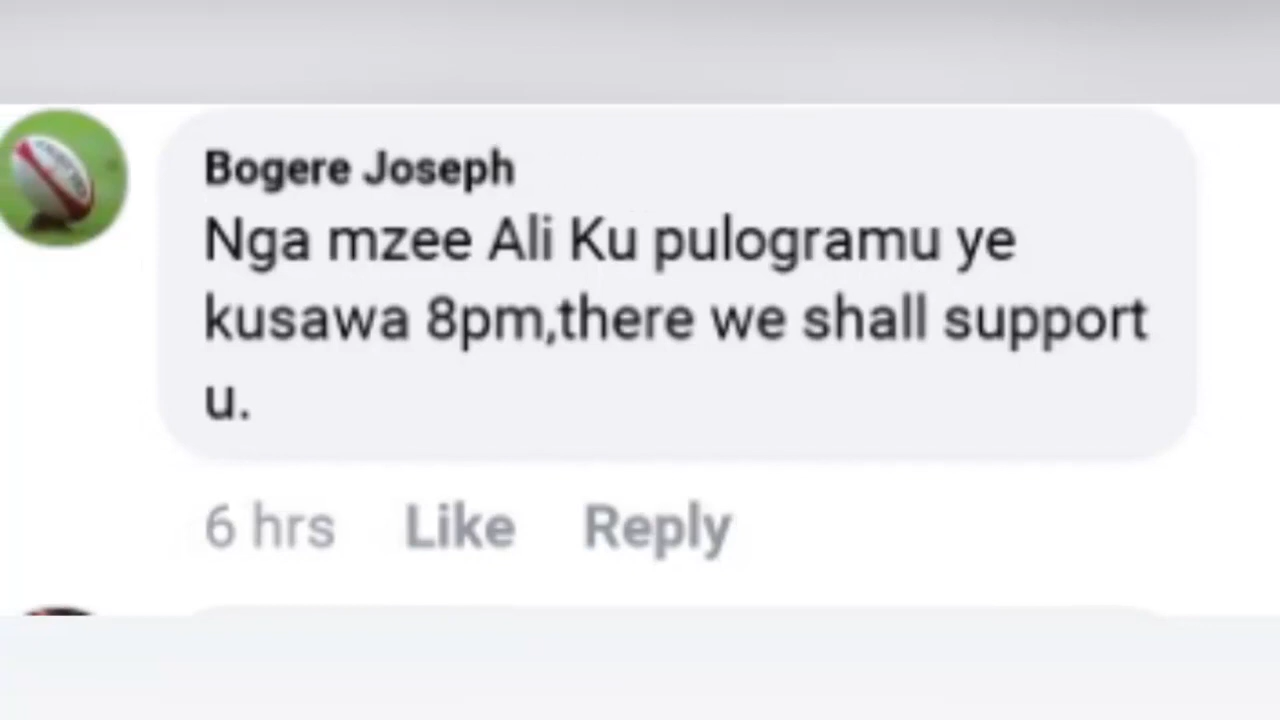 Bogere Joseph
Nga mzee Ali Ku pulogramu ye
kusawa 8pm,there we shall support
u.
6 hrs Like Reply